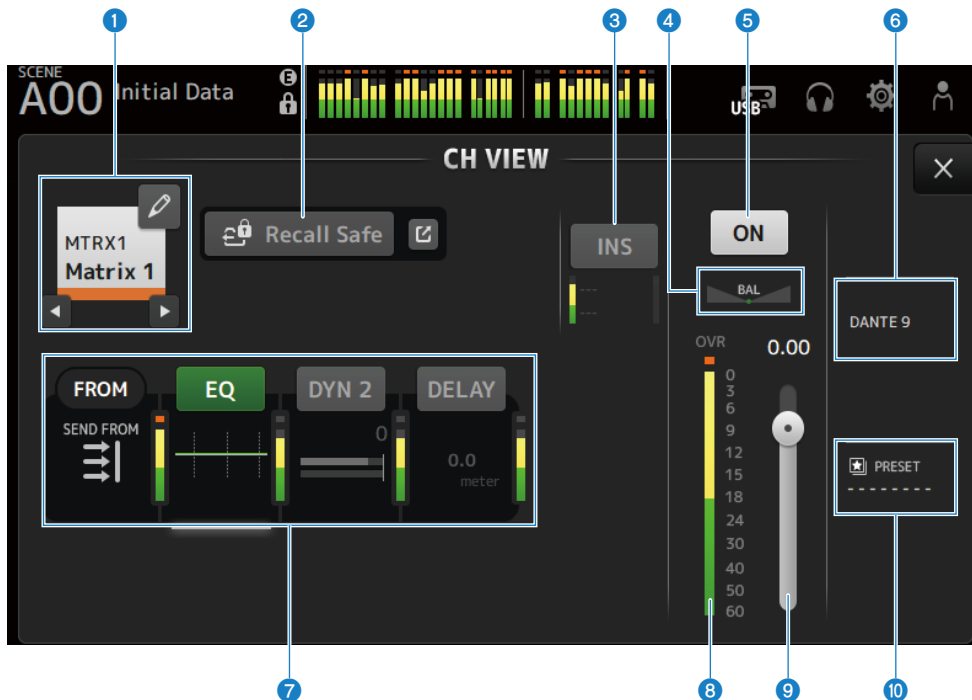 1 2 3 4 5 6
SCENE
A00 Initial Data E USB
CH VIEW
MTRX1
Matrix 1
Recall Safe
INS
---
---
ON
BAL
DANTE 9
OVR 0.00
0
3
6
9
12
15
18
24
30
40
50
60
FROM EQ DYN 2 DELAY
SEND FROM
0
0.0
meter
PRESET
--------
7 8 9 10